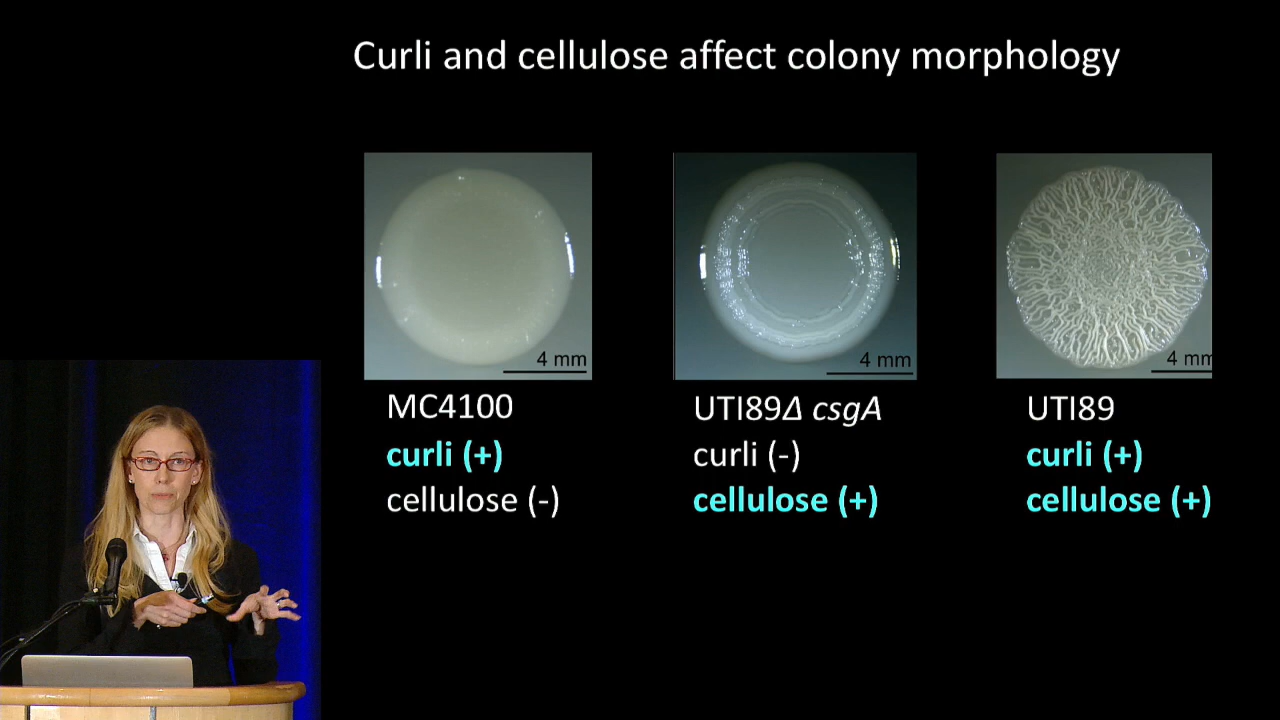 Curli and cellulose affect colony morphology
4 mm
4 mm
4 mm
MC4100
curli (+)
cellulose (-)
UTI89Δ csgA
curli (-)
cellulose (+)
UTI89
curli (+)
cellulose (+)